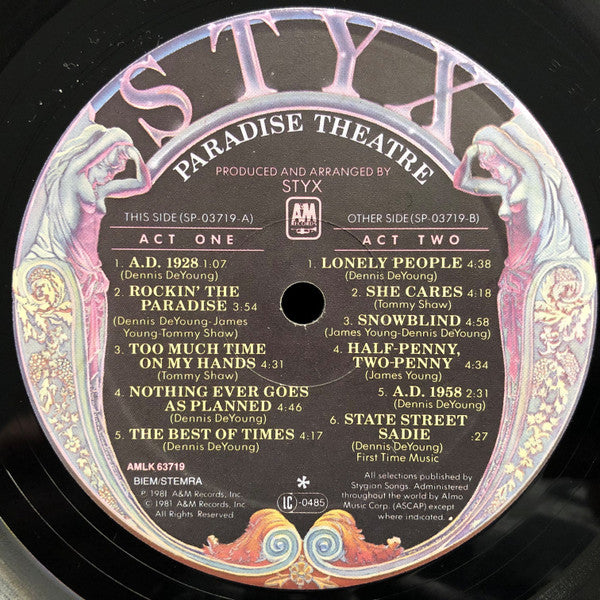 STYX
PARADISE THEATRE
PRODUCED AND ARRANGED BY
STYX
A&M
RECORDS
THIS SIDE (SP-03719-A)
ACT ONE
1. A.D. 1928 1:07
(Dennis DeYoung)
2. ROCKIN' THE
PARADISE 3:54
(Dennis DeYoung-James
Young-Tommy Shaw)
3. TOO MUCH TIME
ON MY HANDS 4:31
(Tommy Shaw)
4. NOTHING EVER GOES
AS PLANNED 4:46
(Dennis DeYoung)
5. THE BEST OF TIMES 4:17
(Dennis DeYoung)
OTHER SIDE (SP-03719-B)
ACT TWO
1. LONELY PEOPLE 4:38
(Dennis DeYoung)
2. SHE CARES 4:18
(Tommy Shaw)
3. SNOWBLIND 4:58
(James Young-Dennis DeYoung)
4. HALF-PENNY,
TWO-PENNY 4:34
(James Young)
5. A.D. 1958 2:31
(Dennis DeYoung)
6. STATE STREET
SADIE :27
(Dennis DeYoung)
First Time Music
AMLK 63719
BIEM/STEMRA
P 1981 A&M Records, Inc.
© 1981 A&M Records, Inc.
All Rights Reserved.
*
LC -0485
All selections published by
Stygian Songs. Administered
throughout the world by Almo
Music Corp. (ASCAP) except
where indicated.